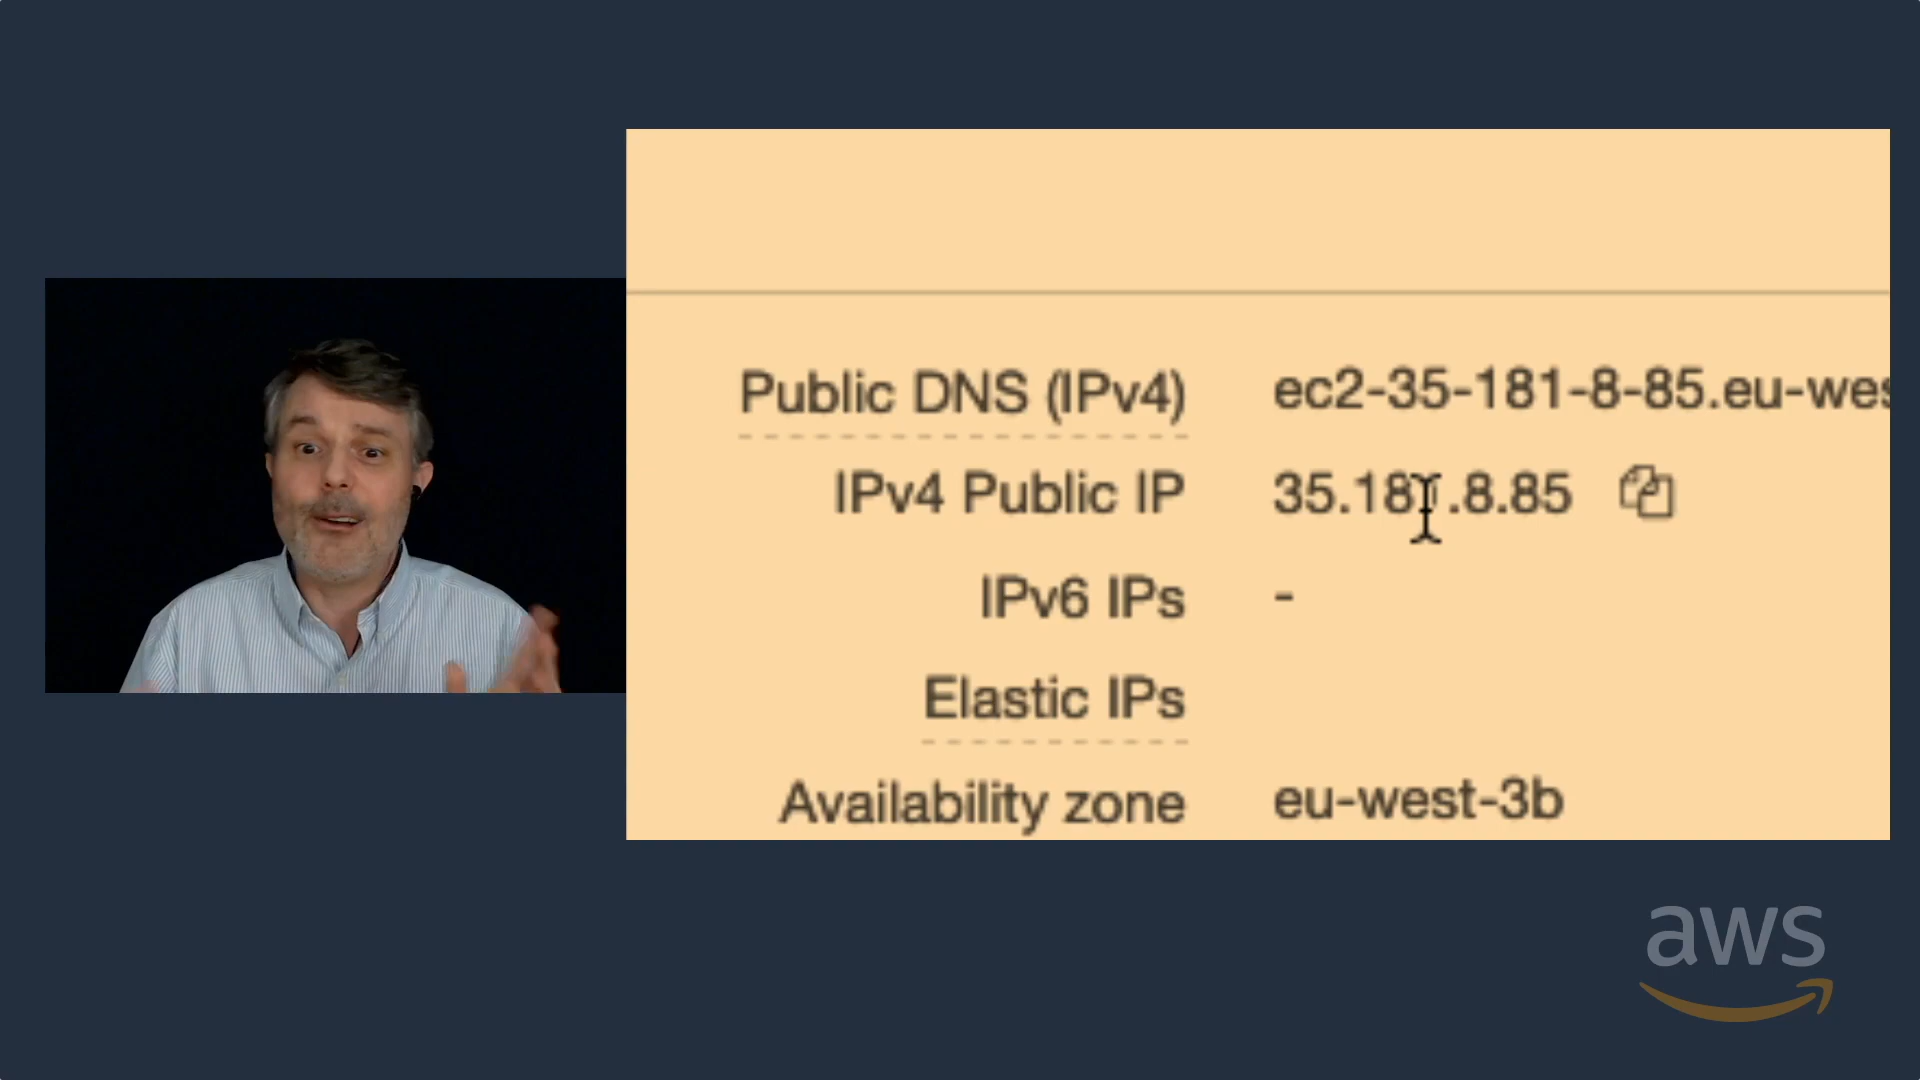 Public DNS (IPv4) ec2-35-181-8-85.eu-wes
IPv4 Public IP 35.181.8.85
IPv6 IPs -
Elastic IPs
Availability zone eu-west-3b
aws